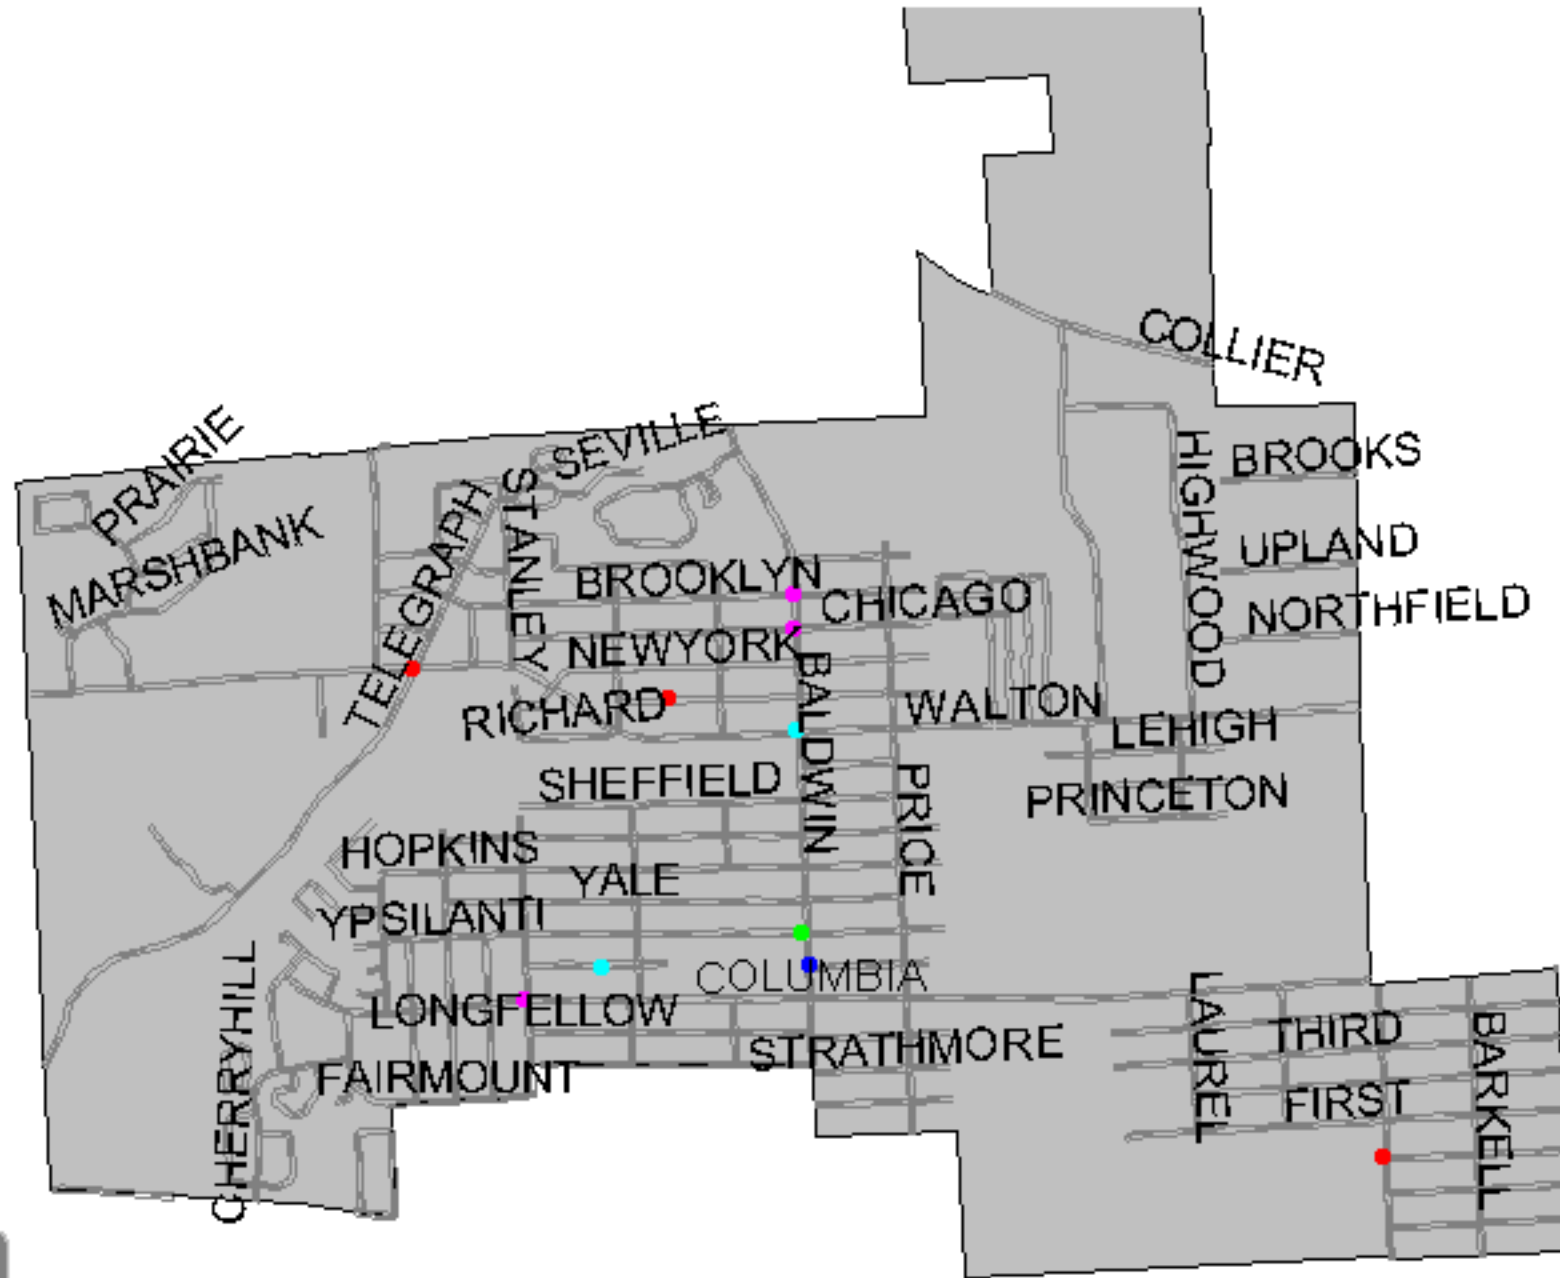 COLLIER
PRAIRIE
SEVILLE
HIGHWOOD
BROOKS
MARSHBANK
TELEGRAPH
STANLEY
UPLAND
BROOKLYN
CHICAGO
NORTHFIELD
NEWYORK
BALDWIN
RICHARD
WALTON
LEHIGH
SHEFFIELD
PRICE
PRINCETON
HOPKINS
YALE
YPSILANTI
CHERRYHILL
COLUMBIA
LONGFELLOW
LAUREL
THIRD
BARKELL
STRATHMORE
FAIRMOUNT
FIRST